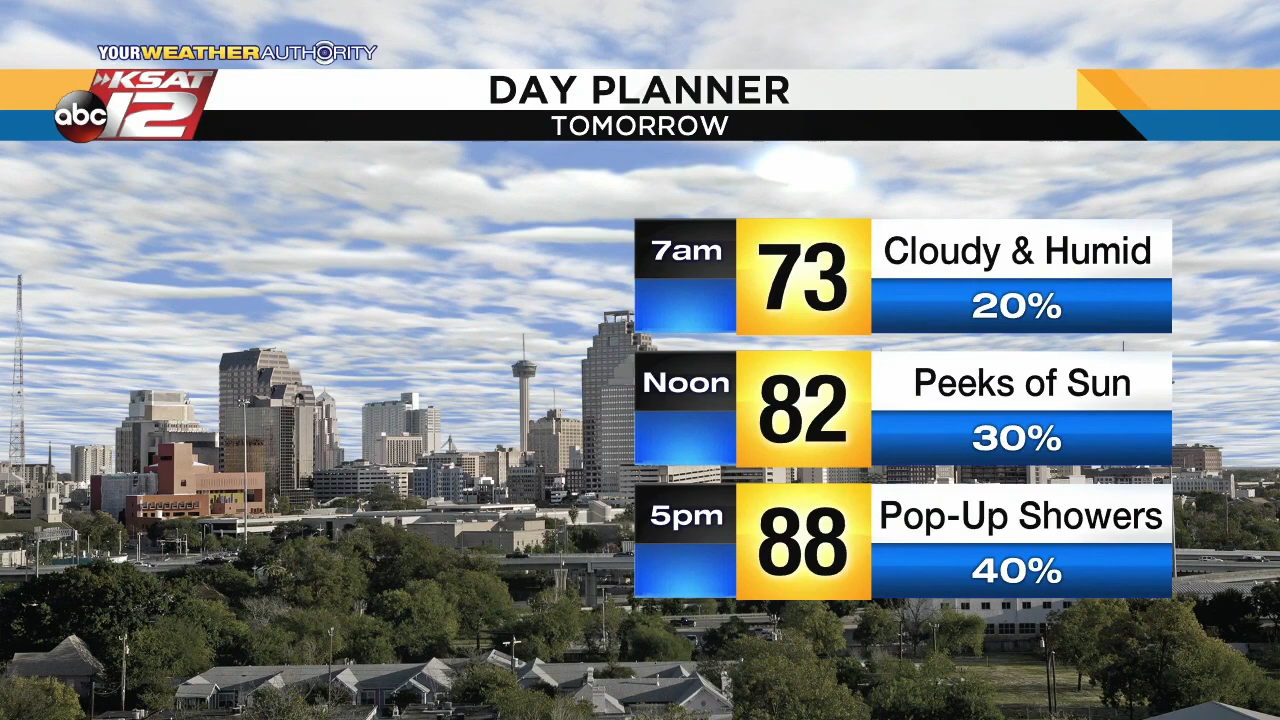 YOURWEATHERAUTHORITY
KSAT
abc 12
DAY PLANNER
TOMORROW
7am 73 Cloudy & Humid
20%
Noon 82 Peeks of Sun
30%
5pm 88 Pop-Up Showers
40%